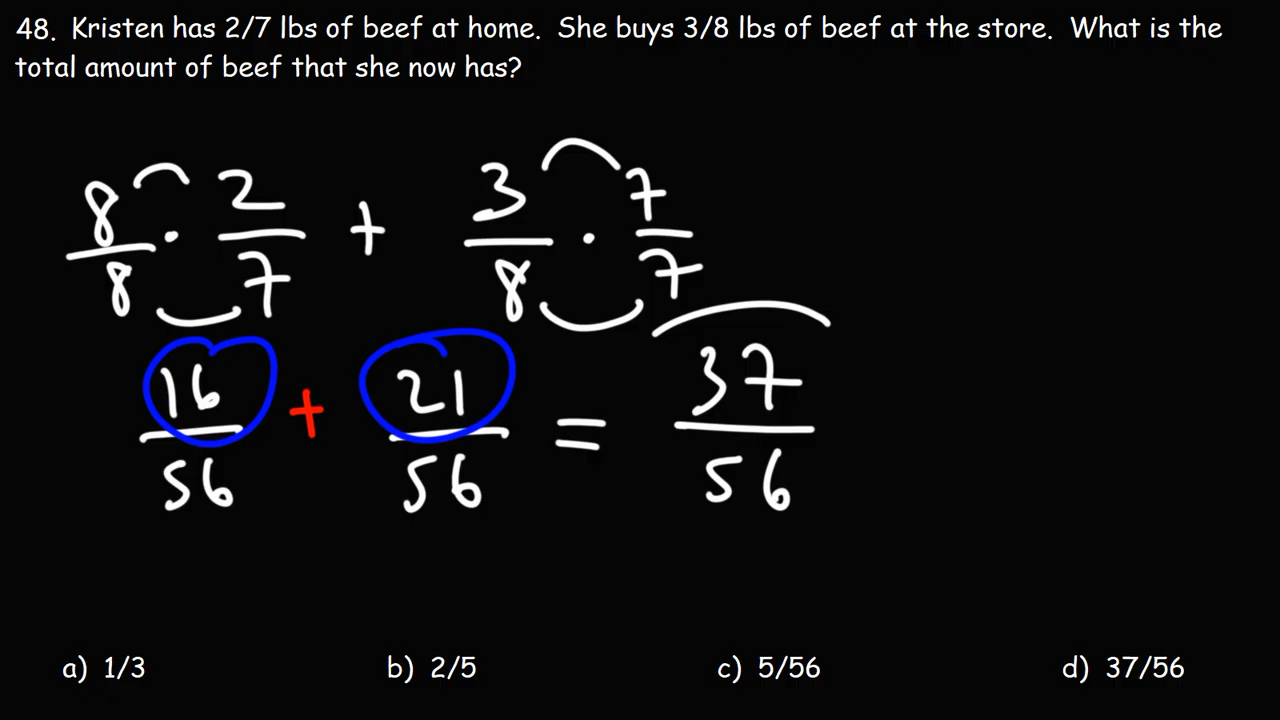 48. Kristen has 2/7 lbs of beef at home. She buys 3/8 lbs of beef at the store. What is the
total amount of beef that she now has?
8/8 · 2/7 + 3/8 · 7/7
16/56 + 21/56 = 37/56
a) 1/3 b) 2/5 c) 5/56 d) 37/56